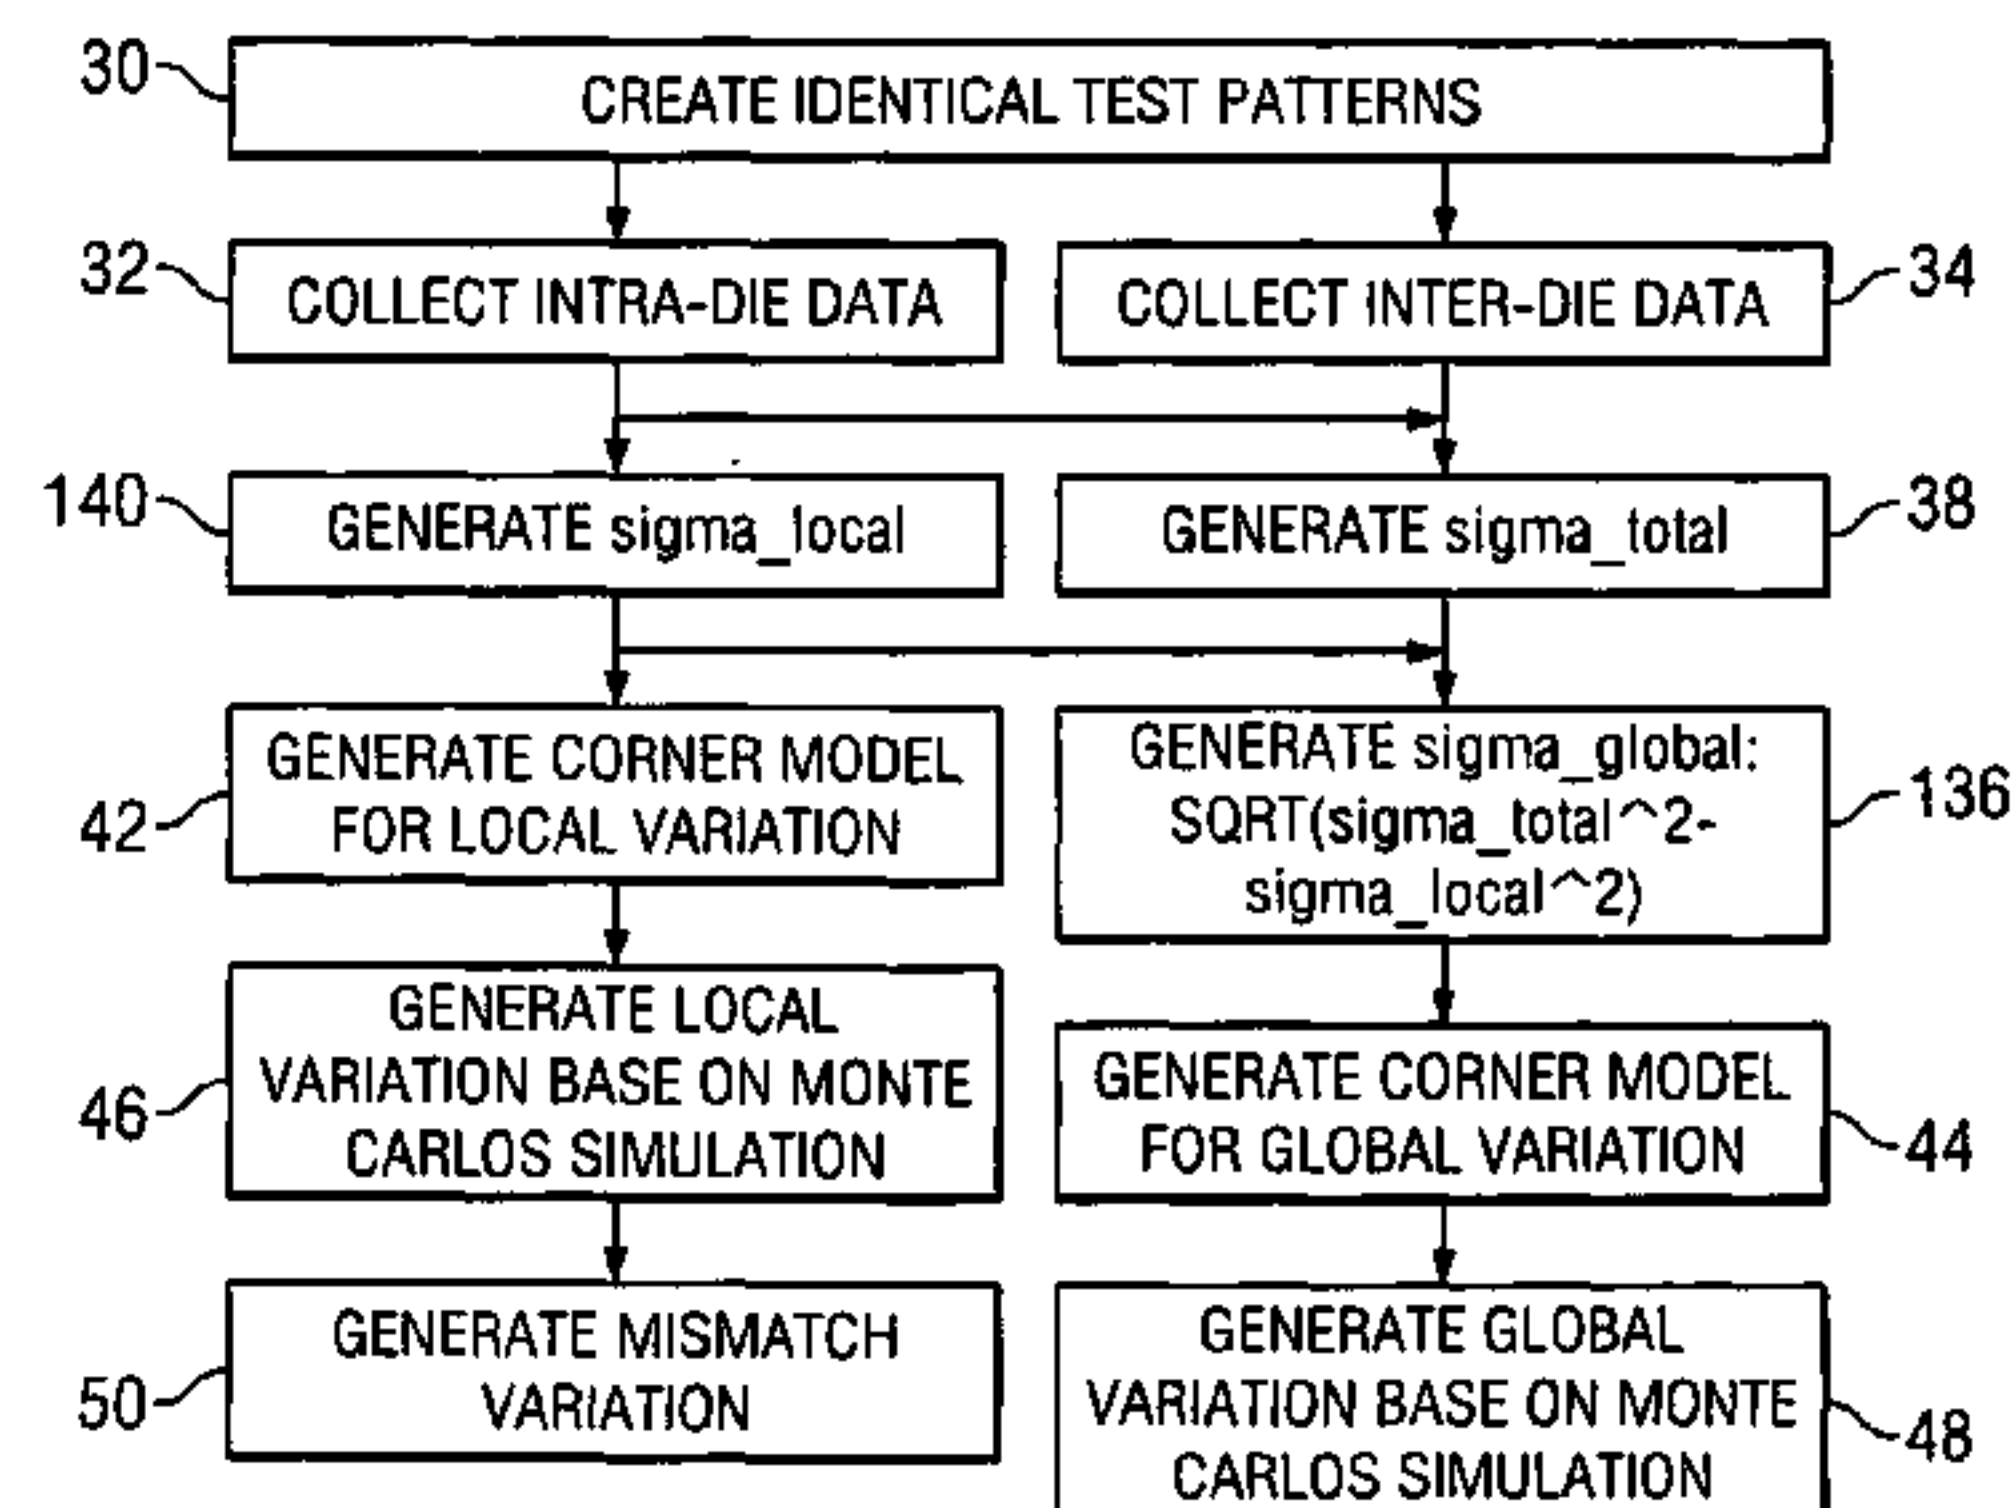 30
CREATE IDENTICAL TEST PATTERNS
32
COLLECT INTRA-DIE DATA
COLLECT INTER-DIE DATA
34
140
GENERATE sigma_local
GENERATE sigma_total
38
42
GENERATE CORNER MODEL
FOR LOCAL VARIATION
GENERATE sigma_global:
SQRT(sigma_total^2-
sigma_local^2)
136
46
GENERATE LOCAL
VARIATION BASE ON MONTE
CARLOS SIMULATION
GENERATE CORNER MODEL
FOR GLOBAL VARIATION
44
50
GENERATE MISMATCH
VARIATION
GENERATE GLOBAL
VARIATION BASE ON MONTE
CARLOS SIMULATION
48